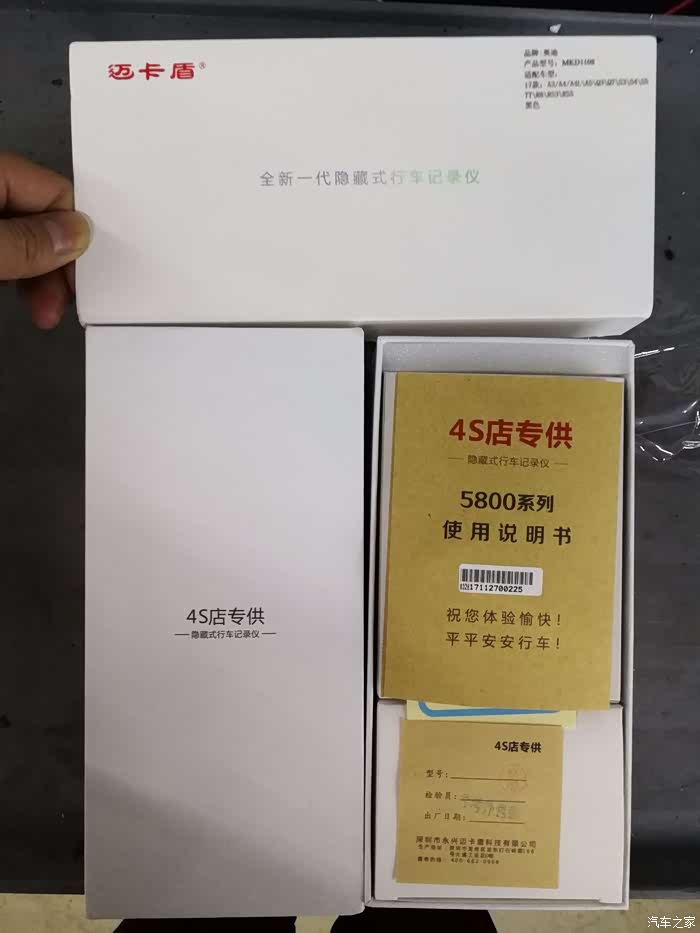 迈卡盾®
品牌:奥迪
产品型号: MKD1108
适配车型:
黑色
全新一代隐藏式行车记录仪
4S店专供
隐藏式行车记录仪
4S店专供
隐藏式行车记录仪
5800系列
使用说明书
17112700225
祝您体验愉快!
平平安安行车!
4S店专供
型号:
检验员:
出厂日期:
深圳市永兴迈卡盾科技有限公司
汽车之家